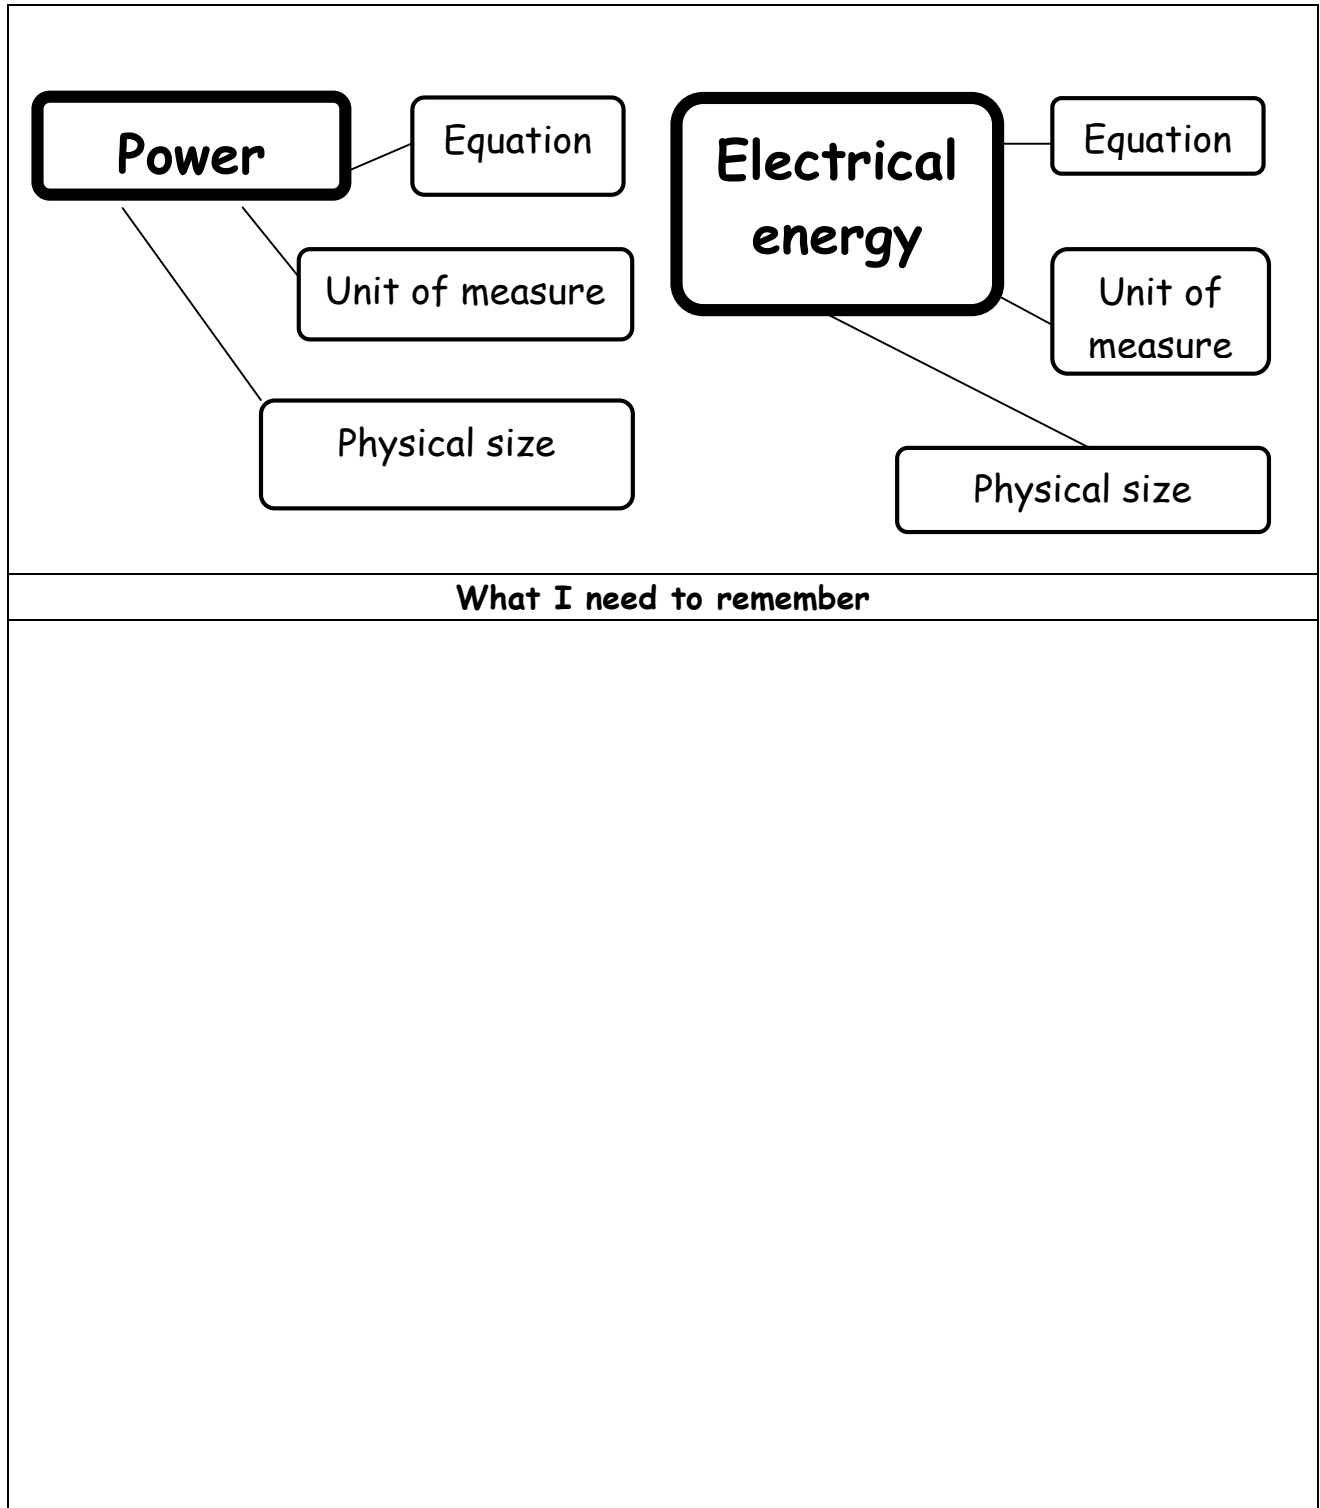 Power
Equation
Unit of measure
Physical size
Electrical
energy
Equation
Unit of
measure
Physical size
What I need to remember